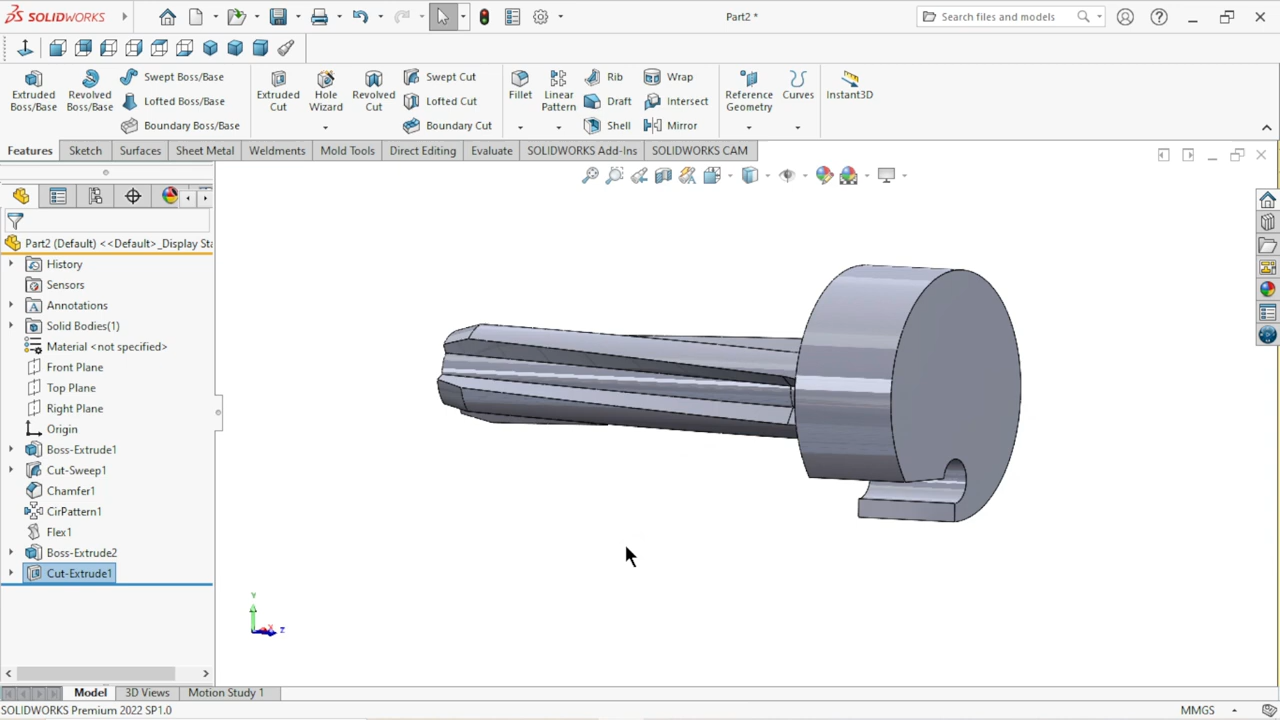 SOLIDWORKS
Part2 *
Search files and models
Extruded Boss/Base
Revolved Boss/Base
Swept Boss/Base
Lofted Boss/Base
Boundary Boss/Base
Extruded Cut
Hole Wizard
Revolved Cut
Swept Cut
Lofted Cut
Boundary Cut
Fillet
Linear Pattern
Rib
Draft
Shell
Wrap
Intersect
Mirror
Reference Geometry
Curves
Instant3D
Features
Sketch
Surfaces
Sheet Metal
Weldments
Mold Tools
Direct Editing
Evaluate
SOLIDWORKS Add-Ins
SOLIDWORKS CAM
Part2 (Default) <<Default>_Display Sta
History
Sensors
Annotations
Solid Bodies(1)
Material <not specified>
Front Plane
Top Plane
Right Plane
Origin
Boss-Extrude1
Cut-Sweep1
Chamfer1
CirPattern1
Flex1
Boss-Extrude2
Cut-Extrude1
Y
X
Z
Model
3D Views
Motion Study 1
SOLIDWORKS Premium 2022 SP1.0
MMGS